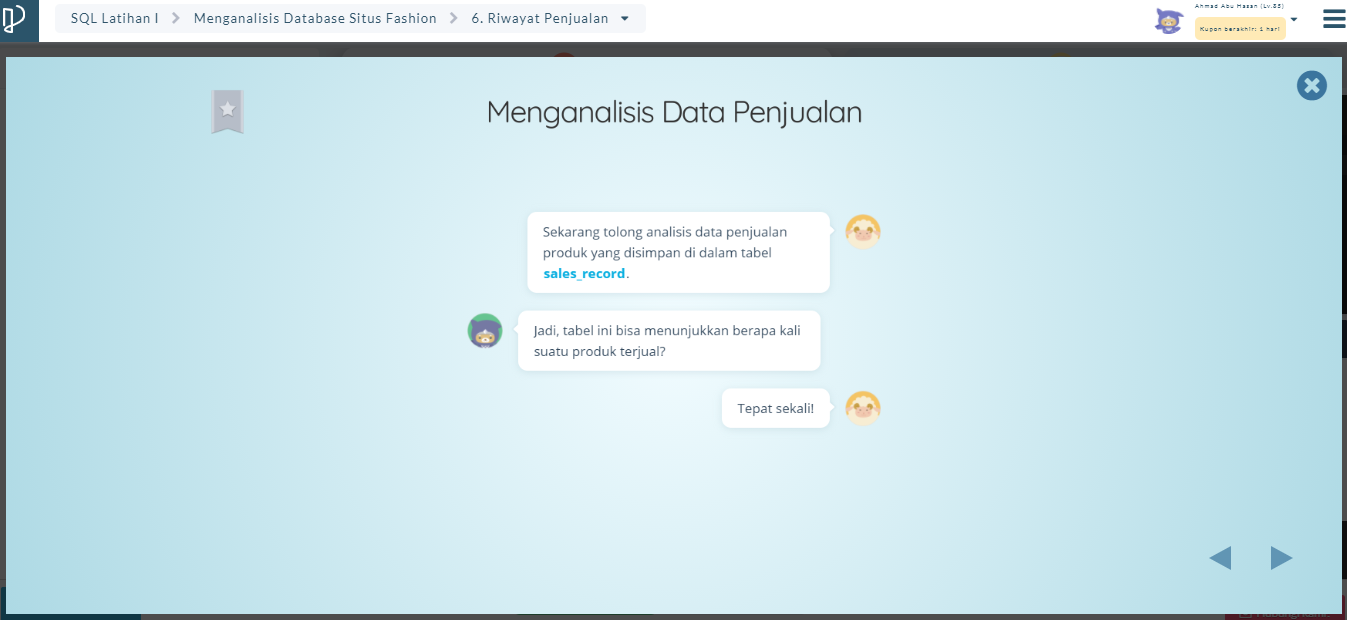 SQL Latihan I
Menganalisis Database Situs Fashion
6. Riwayat Penjualan
Ahmad Abu Hasan (Lv.88)
Kupon berakhir: 1 hari
Menganalisis Data Penjualan
Sekarang tolong analisis data penjualan
produk yang disimpan di dalam tabel
sales_record.
Jadi, tabel ini bisa menunjukkan berapa kali
suatu produk terjual?
Tepat sekali!